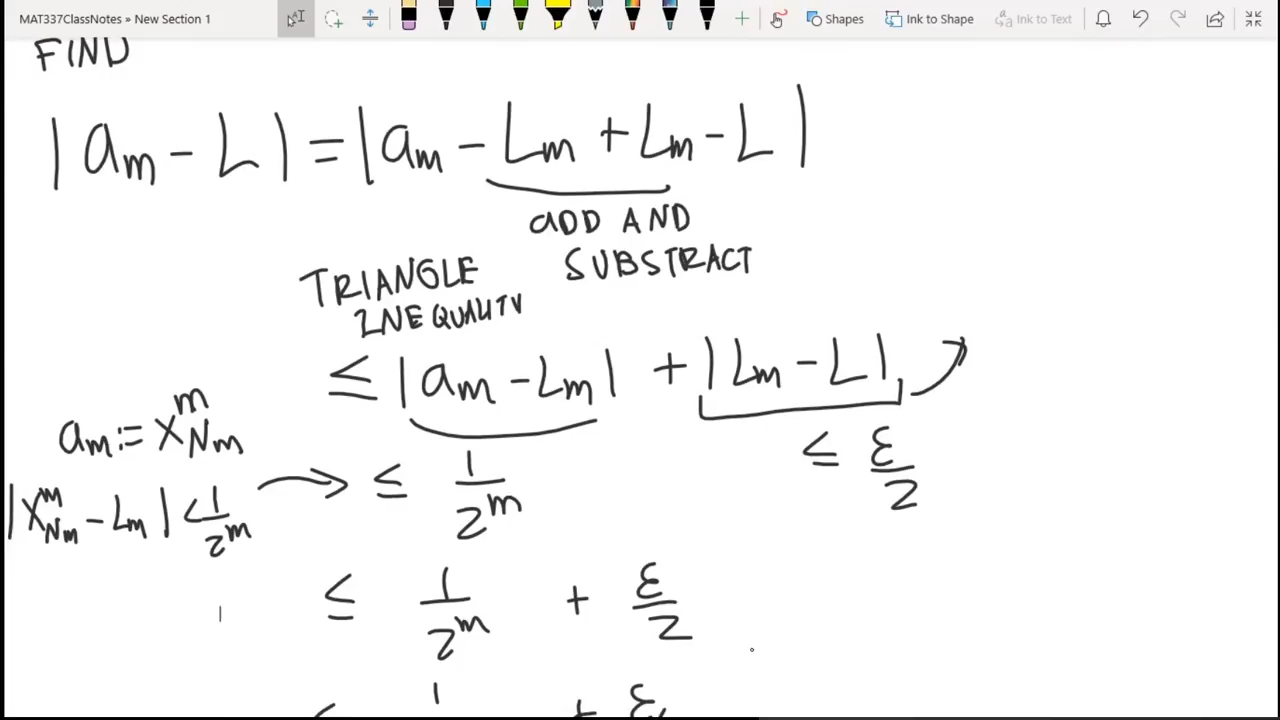 MAT337ClassNotes » New Section 1
Shapes Ink to Shape Ink to Text
FIND
|a_m - L| = |a_m - L_m + L_m - L|
ADD AND
SUBSTRACT
TRIANGLE
INEQUALITY
≤ |a_m - L_m| + |L_m - L|
a_m := X^m_{N_m}
≤ ε/2
|X^m_{N_m} - L_m| < 1/2^m → ≤ 1/2^m
≤ 1/2^m + ε/2
≤ 1 + ε